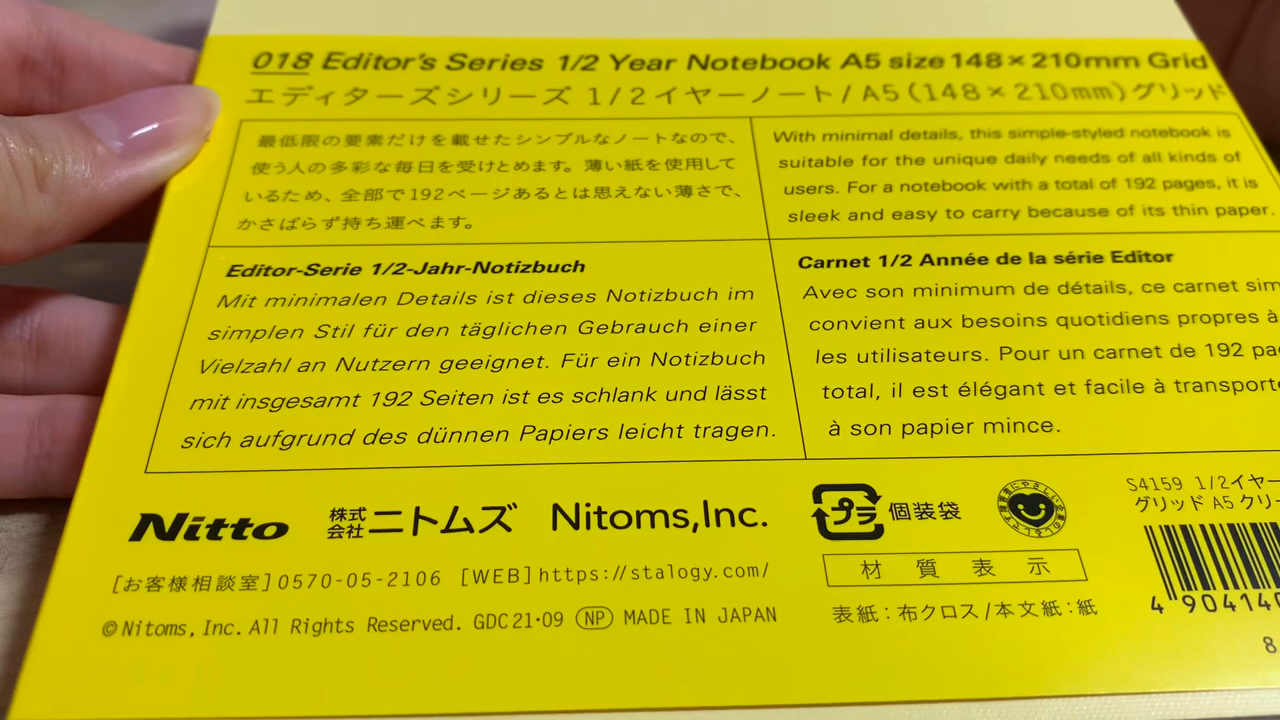 018 Editor's Series 1/2 Year Notebook A5 size 148×210mm Grid
エディターズシリーズ 1/2イヤーノート/A5(148×210mm)グリッド
最低限の要素だけを載せたシンプルなノートなので、
使う人の多彩な毎日を受けとめます。薄い紙を使用して
いるため、全部で192ページあるとは思えない薄さで、
かさばらず持ち運べます。
With minimal details, this simple-styled notebook is
suitable for the unique daily needs of all kinds of
users. For a notebook with a total of 192 pages, it is
sleek and easy to carry because of its thin paper.
Editor-Serie 1/2-Jahr-Notizbuch
Mit minimalen Details ist dieses Notizbuch im
simplen Stil für den täglichen Gebrauch einer
Vielzahl an Nutzern geeignet. Für ein Notizbuch
mit insgesamt 192 Seiten ist es schlank und lässt
sich aufgrund des dünnen Papiers leicht tragen.
Carnet 1/2 Année de la série Editor
Avec son minimum de détails, ce carnet sim
convient aux besoins quotidiens propres à
les utilisateurs. Pour un carnet de 192 pa
total, il est élégant et facile à transport
à son papier mince.
Nitto 株式会社ニトムズ Nitoms,Inc.
[お客様相談室]0570-05-2106 [WEB]https://stalogy.com/
©Nitoms, Inc. All Rights Reserved. GDC21·09 NP MADE IN JAPAN
プラ 個装袋
材質表示
表紙:布クロス/本文紙:紙
S4159 1/2イヤー
グリッド A5 クリー
4 904140
8